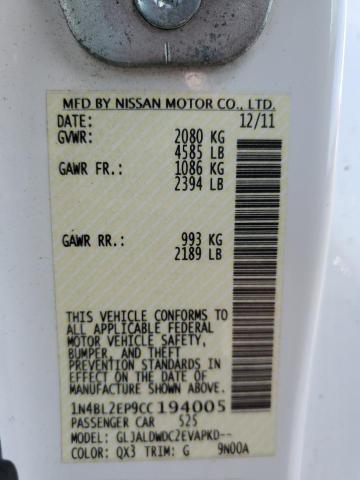 MFD BY NISSAN MOTOR CO., LTD.
DATE: 12/11
GVWR: 2080 KG
4585 LB
GAWR FR.: 1086 KG
2394 LB
GAWR RR.: 993 KG
2189 LB
THIS VEHICLE CONFORMS TO
ALL APPLICABLE FEDERAL
MOTOR VEHICLE SAFETY,
BUMPER, AND THEFT
PREVENTION STANDARDS IN
EFFECT ON THE DATE OF
MANUFACTURE SHOWN ABOVE.
1N4BL2EP9CC194005
PASSENGER CAR S25
MODEL: GLJALDWDC2EVAPKD--
COLOR: QX3 TRIM: G 9N00A